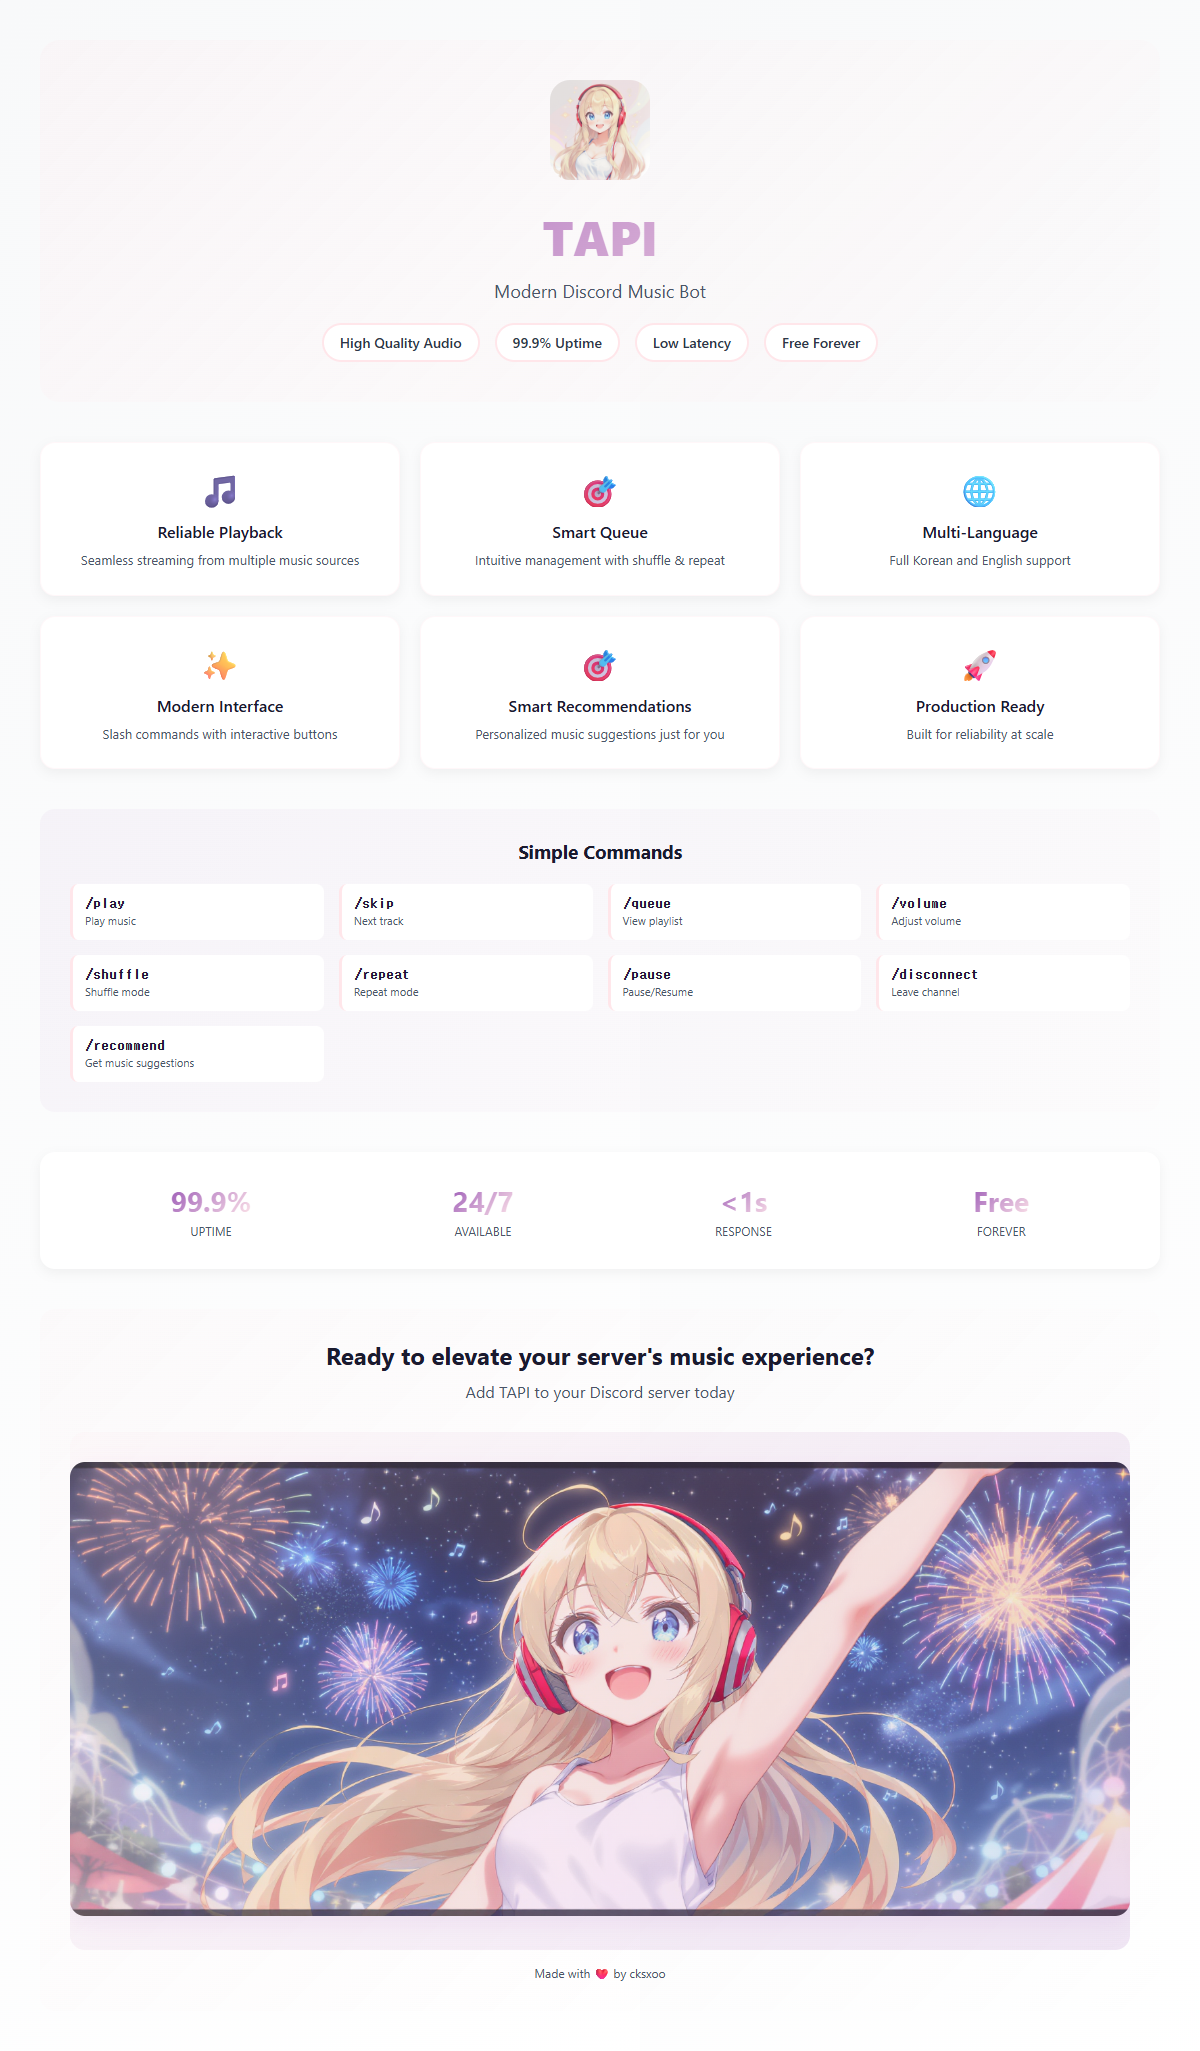 TAPI
Modern Discord Music Bot
High Quality Audio
99.9% Uptime
Low Latency
Free Forever
Reliable Playback
Seamless streaming from multiple music sources
Smart Queue
Intuitive management with shuffle & repeat
Multi-Language
Full Korean and English support
Modern Interface
Slash commands with interactive buttons
Smart Recommendations
Personalized music suggestions just for you
Production Ready
Built for reliability at scale
Simple Commands
/play
Play music
/skip
Next track
/queue
View playlist
/volume
Adjust volume
/shuffle
Shuffle mode
/repeat
Repeat mode
/pause
Pause/Resume
/disconnect
Leave channel
/recommend
Get music suggestions
99.9%
UPTIME
24/7
AVAILABLE
<1s
RESPONSE
Free
FOREVER
Ready to elevate your server's music experience?
Add TAPI to your Discord server today
Made with ❤️ by cksxoo